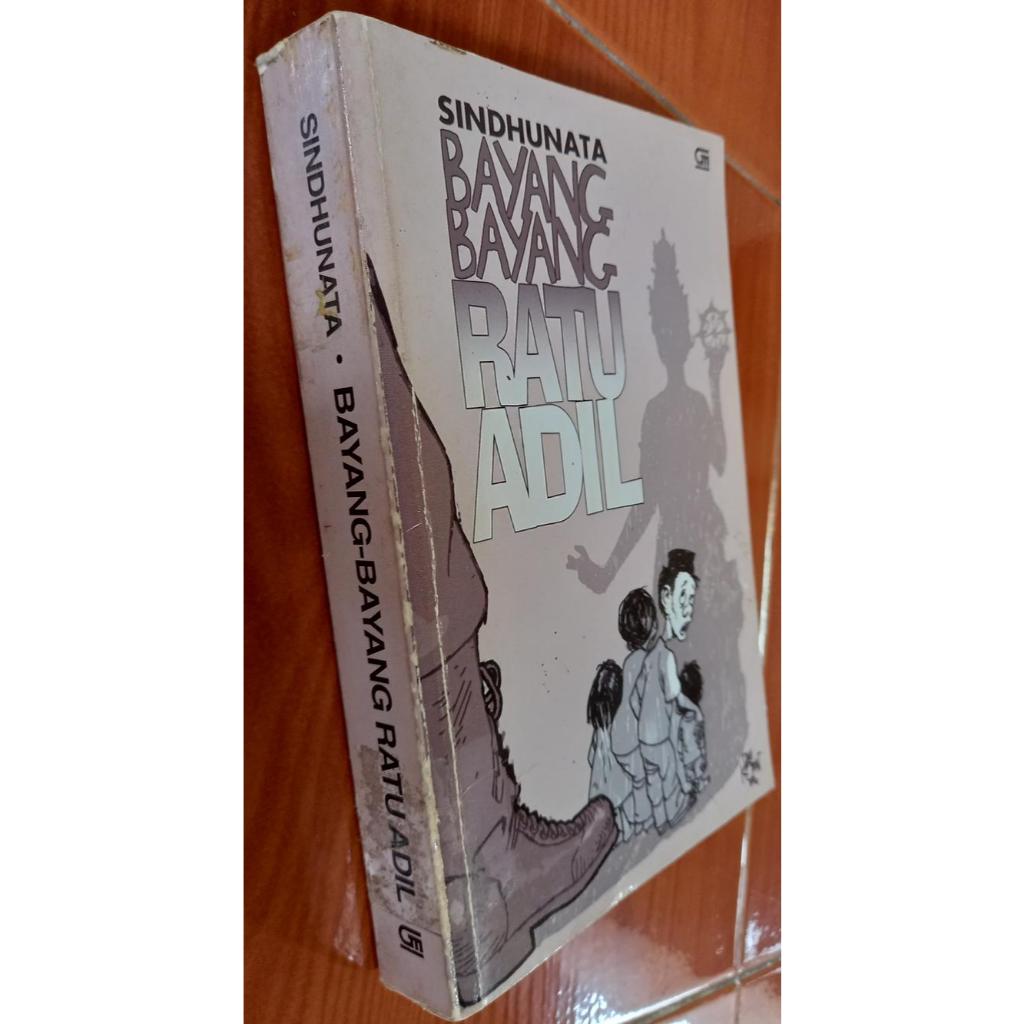 SINDHUNATA
BAYANG
BAYANG
RATU
ADIL
SINDHUNATA • BAYANG-BAYANG RATU ADIL